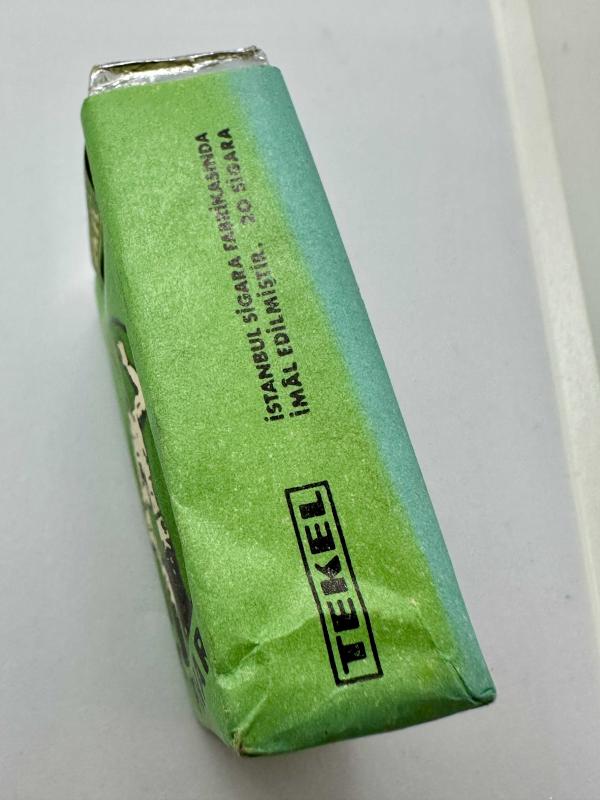 İSTANBUL SİGARA FABRİKASINDA
İMÂL EDİLMİŞTİR. 20 SİGARA
TEKEL